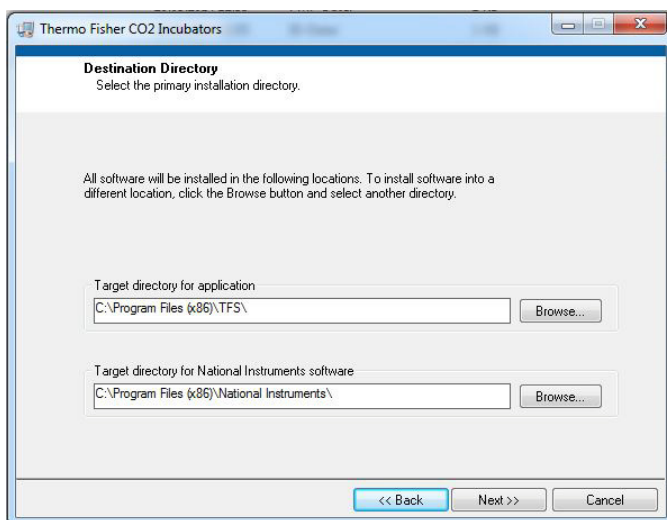 Thermo Fisher CO2 Incubators
Destination Directory
Select the primary installation directory.
All software will be installed in the following locations. To install software into a
different location, click the Browse button and select another directory.
Target directory for application
C:\Program Files (x86)\TFS\
Browse...
Target directory for National Instruments software
C:\Program Files (x86)\National Instruments\
Browse...
<< Back
Next >>
Cancel